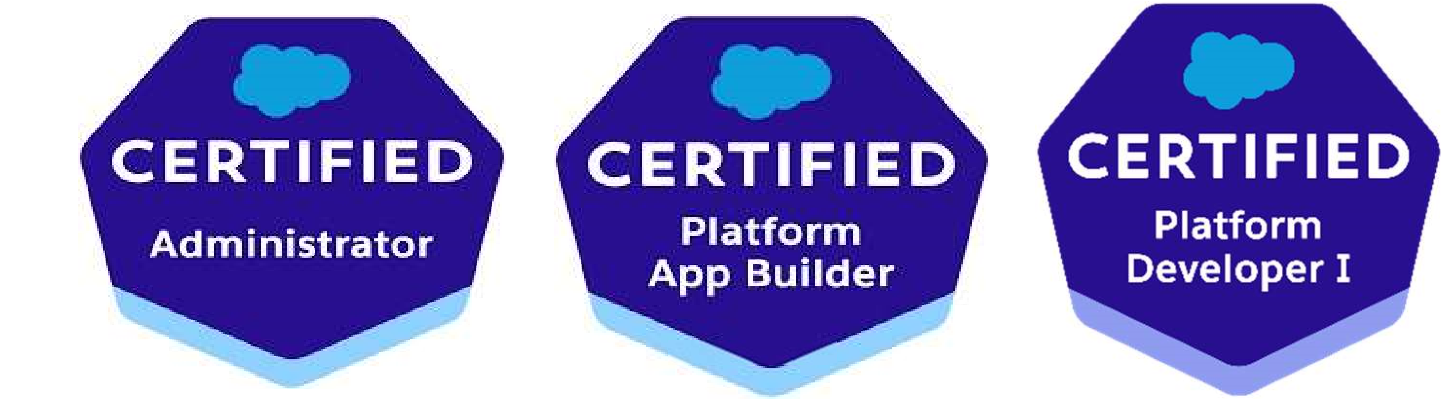 CERTIFIED
Administrator
CERTIFIED
Platform
App Builder
CERTIFIED
Platform
Developer I